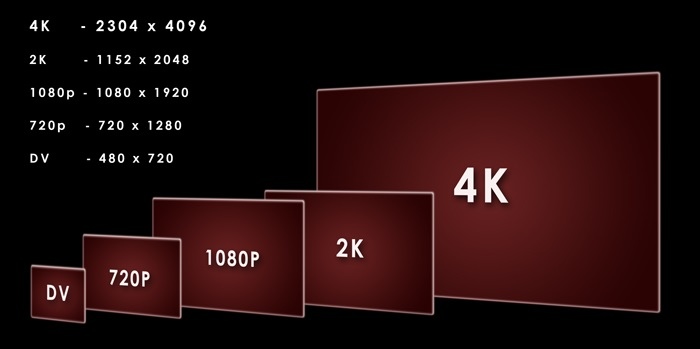 4K - 2304 x 4096
2K - 1152 x 2048
1080p - 1080 x 1920
720p - 720 x 1280
DV - 480 x 720
4K
2K
1080P
720P
DV